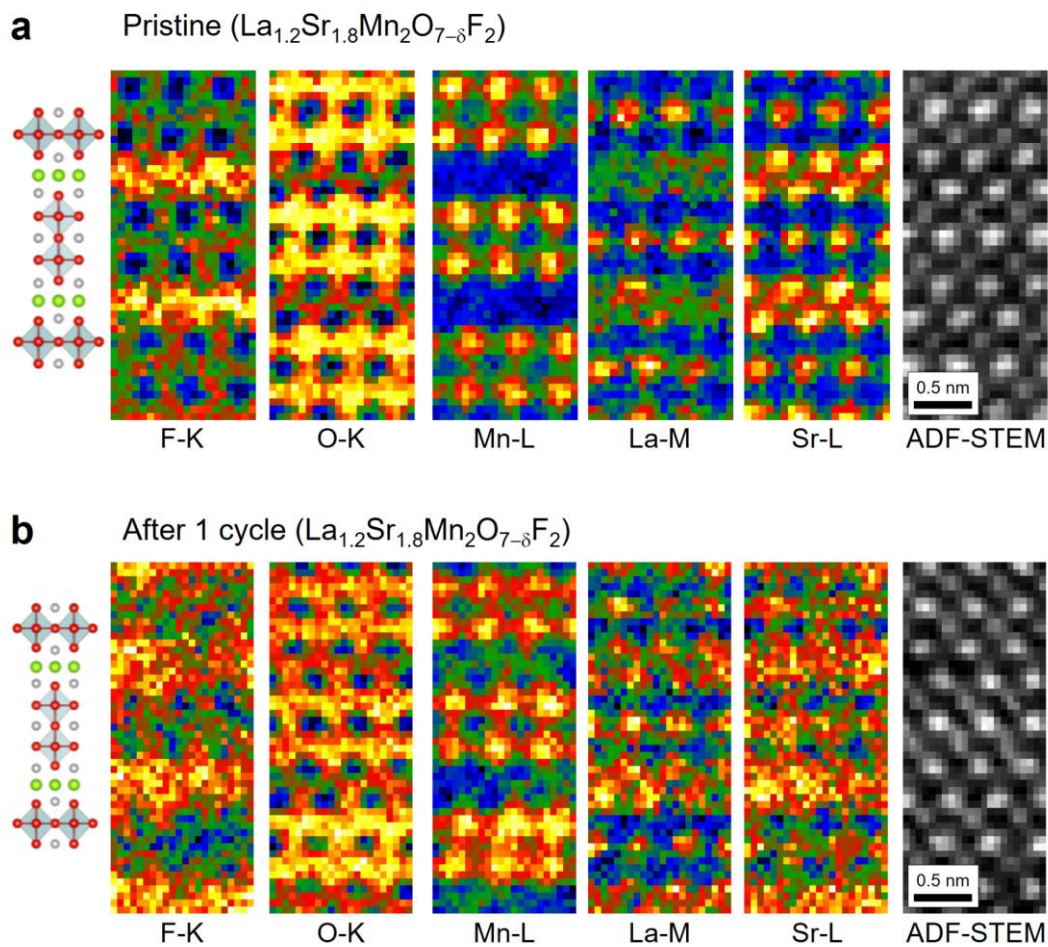 a Pristine (La1.2Sr1.8Mn2O7−δF2)
0.5 nm
F-K O-K Mn-L La-M Sr-L ADF-STEM
b After 1 cycle (La1.2Sr1.8Mn2O7−δF2)
0.5 nm
F-K O-K Mn-L La-M Sr-L ADF-STEM